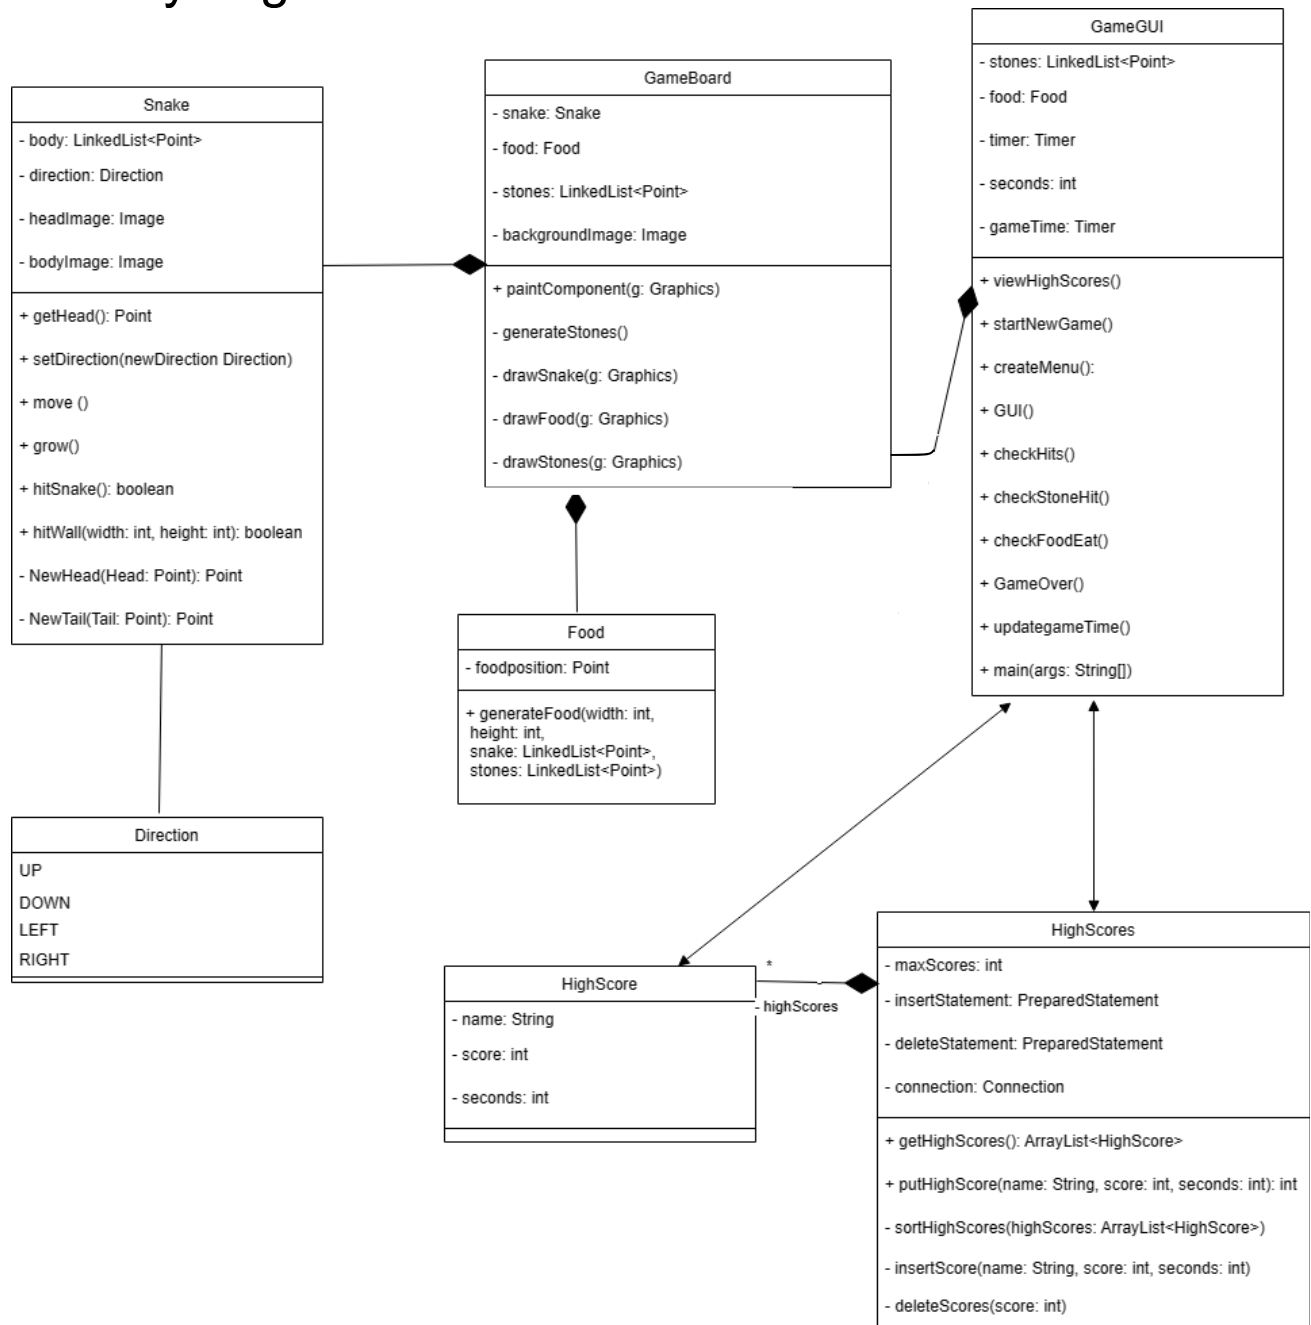 Snake
- body: LinkedList<Point>
- direction: Direction
- headImage: Image
- bodyImage: Image
+ getHead(): Point
+ setDirection(newDirection Direction)
+ move ()
+ grow()
+ hitSnake(): boolean
+ hitWall(width: int, height: int): boolean
- NewHead(Head: Point): Point
- NewTail(Tail: Point): Point
GameBoard
- snake: Snake
- food: Food
- stones: LinkedList<Point>
- backgroundImage: Image
+ paintComponent(g: Graphics)
- generateStones()
- drawSnake(g: Graphics)
- drawFood(g: Graphics)
- drawStones(g: Graphics)
GameGUI
- stones: LinkedList<Point>
- food: Food
- timer: Timer
- seconds: int
- gameTime: Timer
+ viewHighScores()
+ startNewGame()
+ createMenu():
+ GUI()
+ checkHits()
+ checkStoneHit()
+ checkFoodEat()
+ GameOver()
+ updategameTime()
+ main(args: String[])
Food
- foodposition: Point
+ generateFood(width: int,
height: int,
snake: LinkedList<Point>,
stones: LinkedList<Point>)
Direction
UP
DOWN
LEFT
RIGHT
HighScore
- name: String
- score: int
- seconds: int
*
- highScores
HighScores
- maxScores: int
- insertStatement: PreparedStatement
- deleteStatement: PreparedStatement
- connection: Connection
+ getHighScores(): ArrayList<HighScore>
+ putHighScore(name: String, score: int, seconds: int): int
- sortHighScores(highScores: ArrayList<HighScore>)
- insertScore(name: String, score: int, seconds: int)
- deleteScores(score: int)